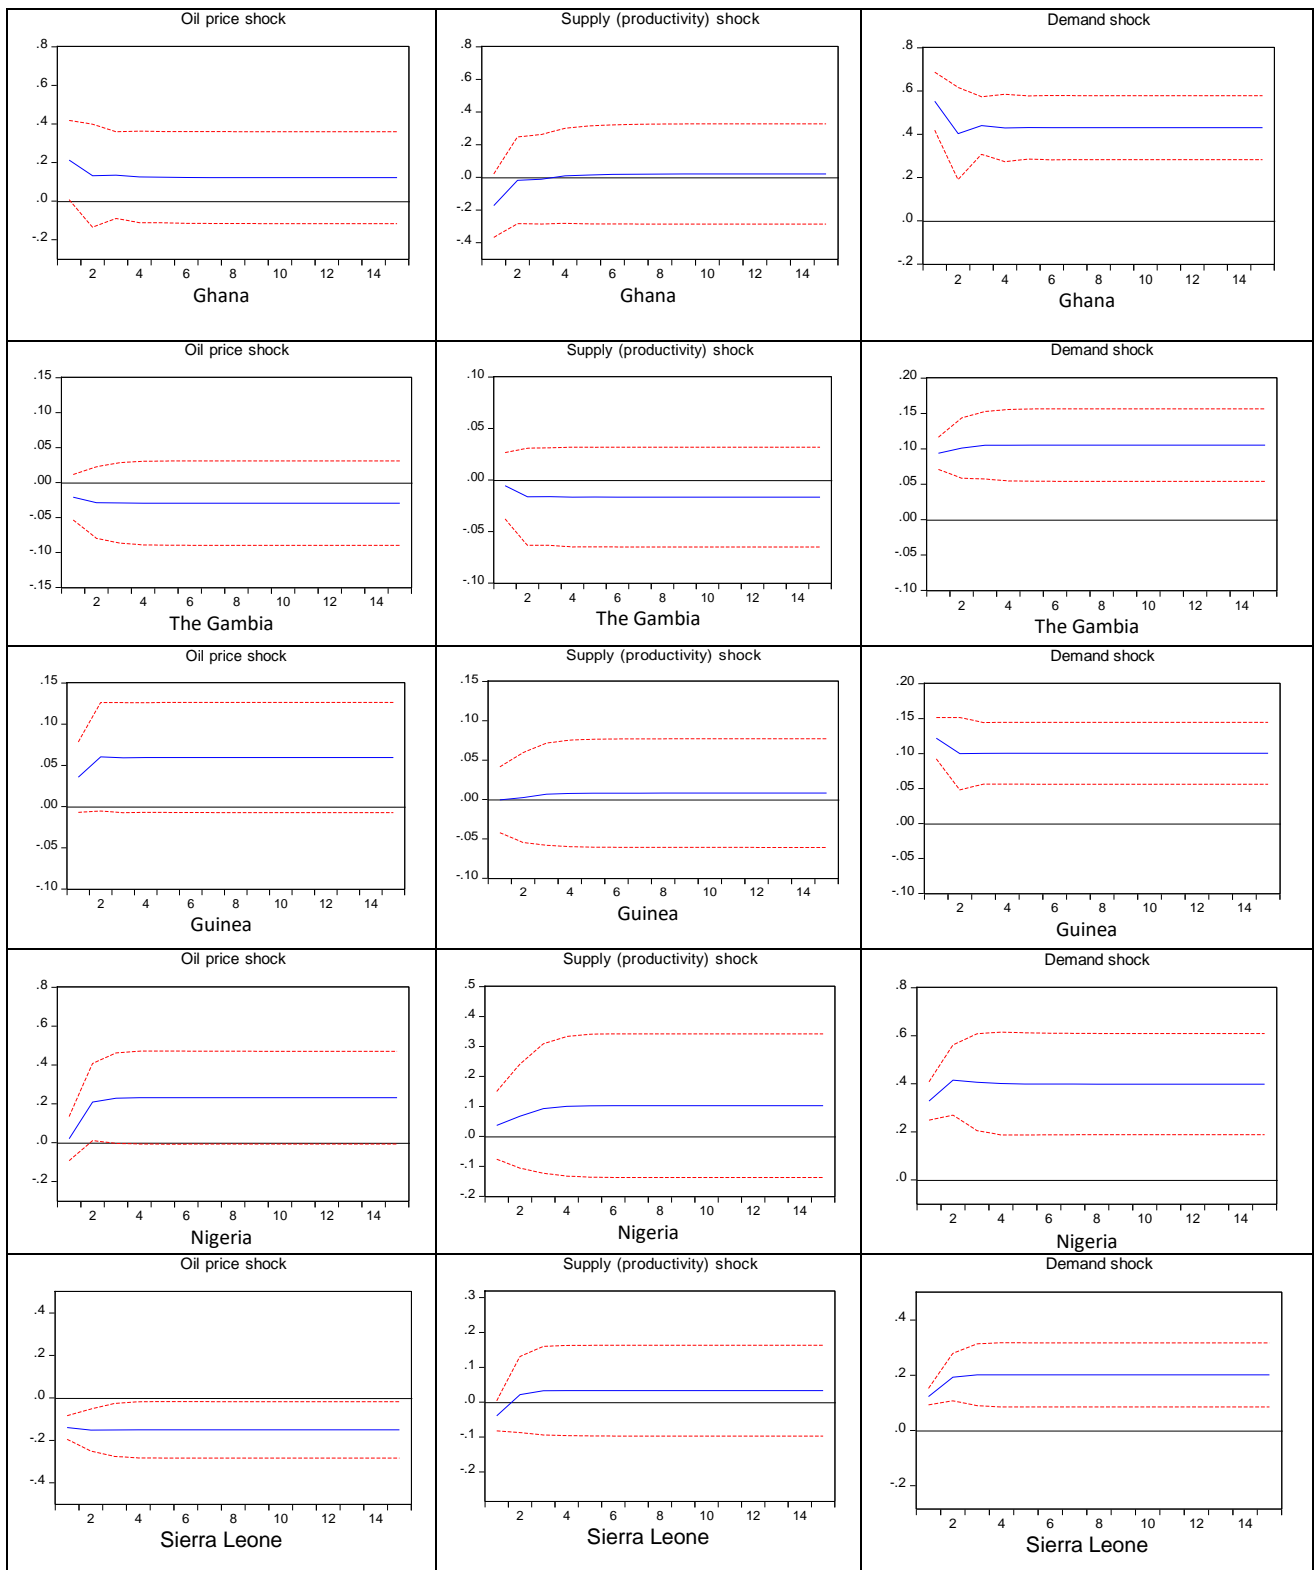 Oil price shock
.8
.6
.4
.2
.0
-.2
2 4 6 8 10 12 14
Ghana
Supply (productivity) shock
.8
.6
.4
.2
.0
-.2
-.4
2 4 6 8 10 12 14
Ghana
Demand shock
.8
.6
.4
.2
.0
-.2
2 4 6 8 10 12 14
Ghana
Oil price shock
.15
.10
.05
.00
-.05
-.10
-.15
2 4 6 8 10 12 14
The Gambia
Supply (productivity) shock
.10
.05
.00
-.05
-.10
2 4 6 8 10 12 14
The Gambia
Demand shock
.20
.15
.10
.05
.00
-.05
-.10
2 4 6 8 10 12 14
The Gambia
Oil price shock
.15
.10
.05
.00
-.05
-.10
2 4 6 8 10 12 14
Guinea
Supply (productivity) shock
.15
.10
.05
.00
-.05
-.10
2 4 6 8 10 12 14
Guinea
Demand shock
.20
.15
.10
.05
.00
-.05
-.10
2 4 6 8 10 12 14
Guinea
Oil price shock
.8
.6
.4
.2
.0
-.2
2 4 6 8 10 12 14
Nigeria
Supply (productivity) shock
.5
.4
.3
.2
.1
.0
-.1
-.2
2 4 6 8 10 12 14
Nigeria
Demand shock
.8
.6
.4
.2
.0
2 4 6 8 10 12 14
Nigeria
Oil price shock
.4
.2
.0
-.2
-.4
2 4 6 8 10 12 14
Sierra Leone
Supply (productivity) shock
.3
.2
.1
.0
-.1
-.2
2 4 6 8 10 12 14
Sierra Leone
Demand shock
.4
.2
.0
-.2
2 4 6 8 10 12 14
Sierra Leone